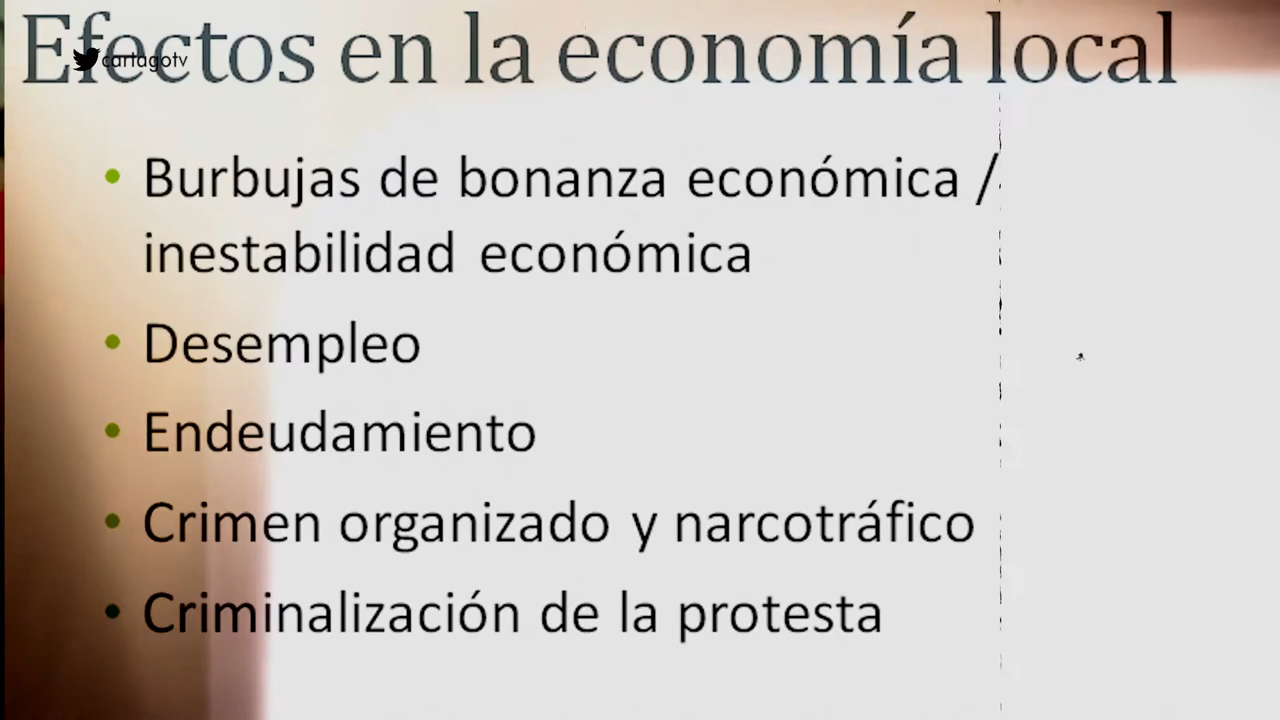 Efectos en la economía local
cartagotv
• Burbujas de bonanza económica /
inestabilidad económica
• Desempleo
• Endeudamiento
• Crimen organizado y narcotráfico
• Criminalización de la protesta